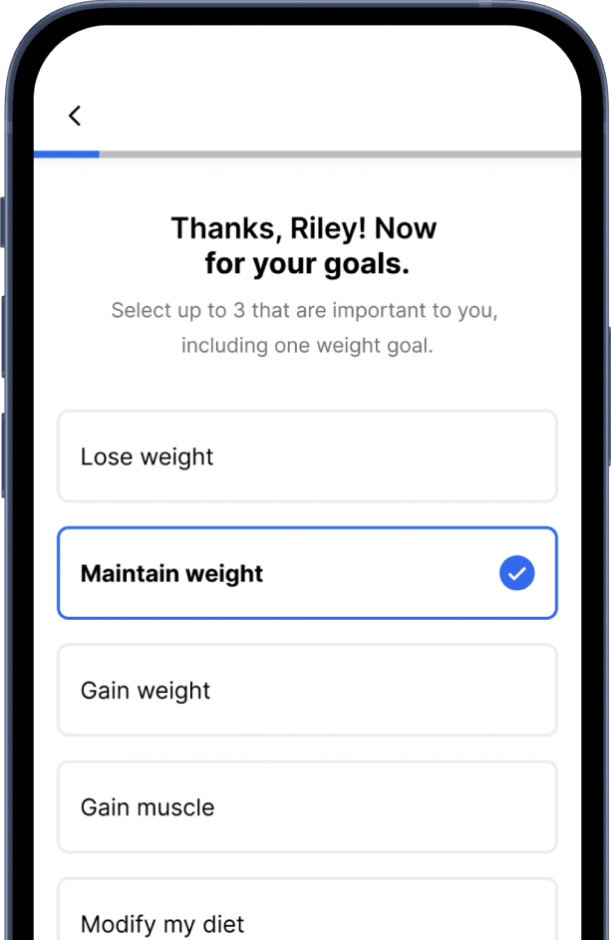 Thanks, Riley! Now
for your goals.
Select up to 3 that are important to you,
including one weight goal.
Lose weight
Maintain weight
Gain weight
Gain muscle
Modify my diet